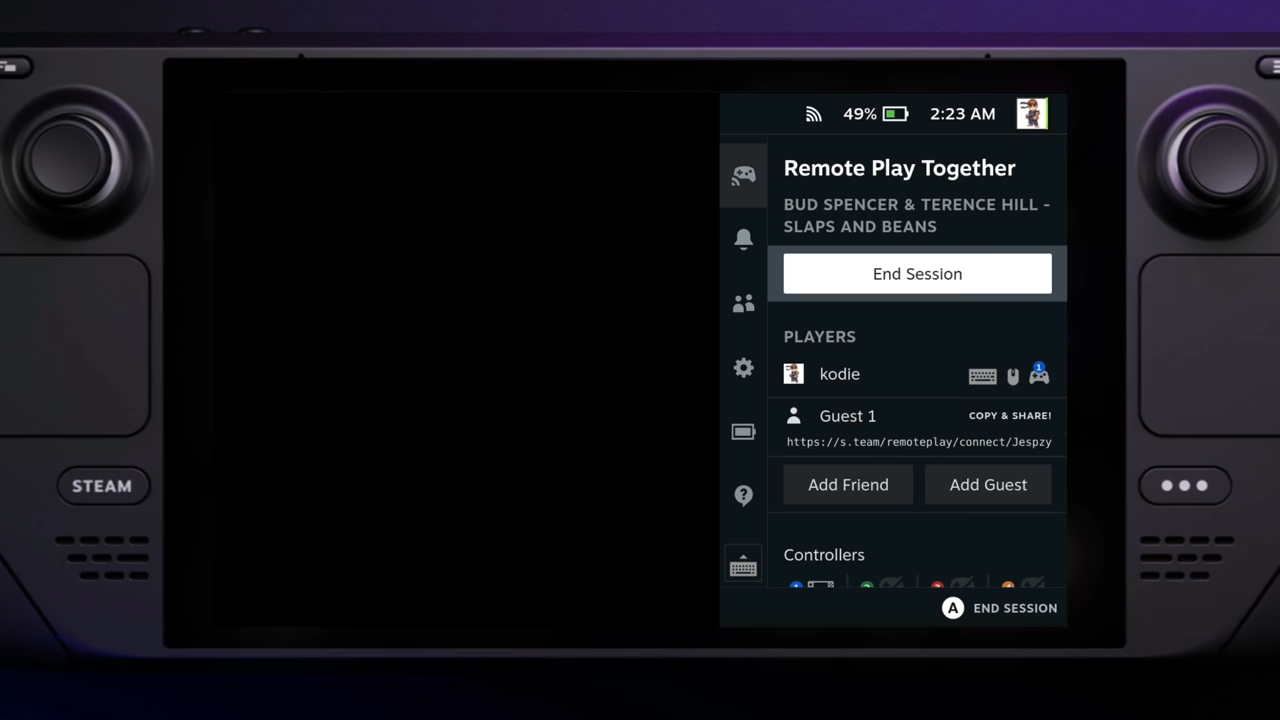 49% 2:23 AM
Remote Play Together
BUD SPENCER & TERENCE HILL -
SLAPS AND BEANS
End Session
PLAYERS
kodie
1
Guest 1 COPY & SHARE!
https://s.team/remoteplay/connect/Jespzy
STEAM
Add Friend Add Guest
Controllers
A END SESSION